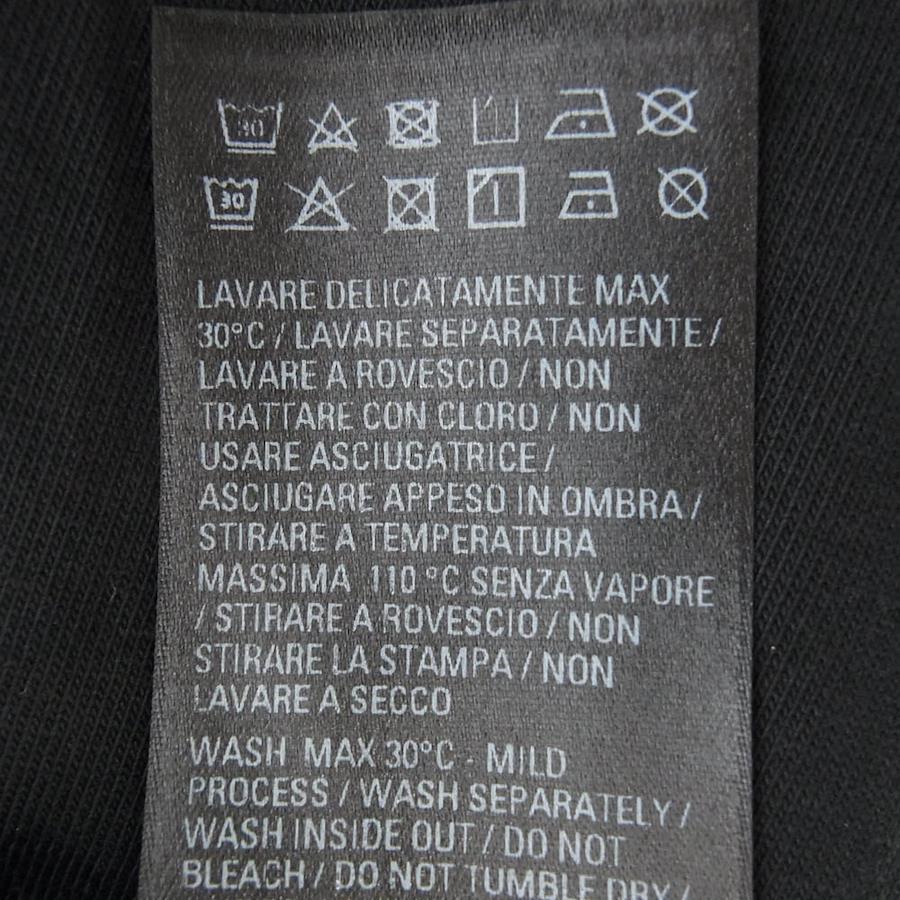 30
30
LAVARE DELICATAMENTE MAX
30°C / LAVARE SEPARATAMENTE /
LAVARE A ROVESCIO / NON
TRATTARE CON CLORO / NON
USARE ASCIUGATRICE /
ASCIUGARE APPESO IN OMBRA /
STIRARE A TEMPERATURA
MASSIMA 110 °C SENZA VAPORE
/ STIRARE A ROVESCIO / NON
STIRARE LA STAMPA / NON
LAVARE A SECCO
WASH MAX 30°C - MILD
PROCESS / WASH SEPARATELY /
WASH INSIDE OUT / DO NOT
BLEACH / DO NOT TUMBLE DRY /